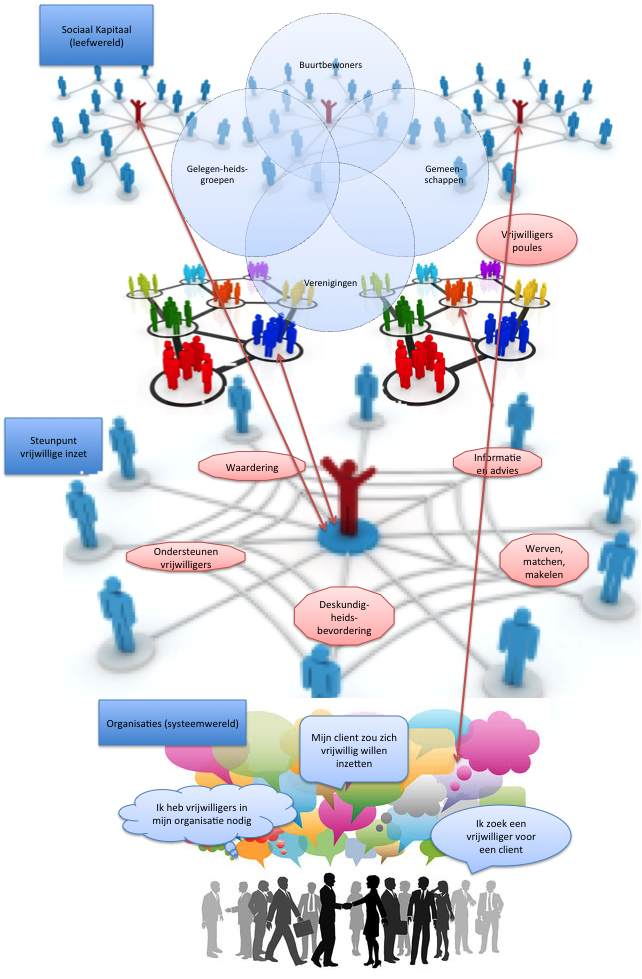 Sociaal Kapitaal
(leefwereld)
Buurtbewoners
Gelegen-heids-
groepen
Gemeen-
schappen
Vrijwilligers
poules
Verenigingen
Steunpunt
vrijwillige inzet
Waardering
Informatie
en advies
Ondersteunen
vrijwilligers
Werven,
matchen,
makelen
Deskundig-
heids-
bevordering
Organisaties (systeemwereld)
Mijn client zou zich
vrijwillig willen
inzetten
Ik heb vrijwilligers in
mijn organisatie nodig
Ik zoek een
vrijwilliger voor
een client